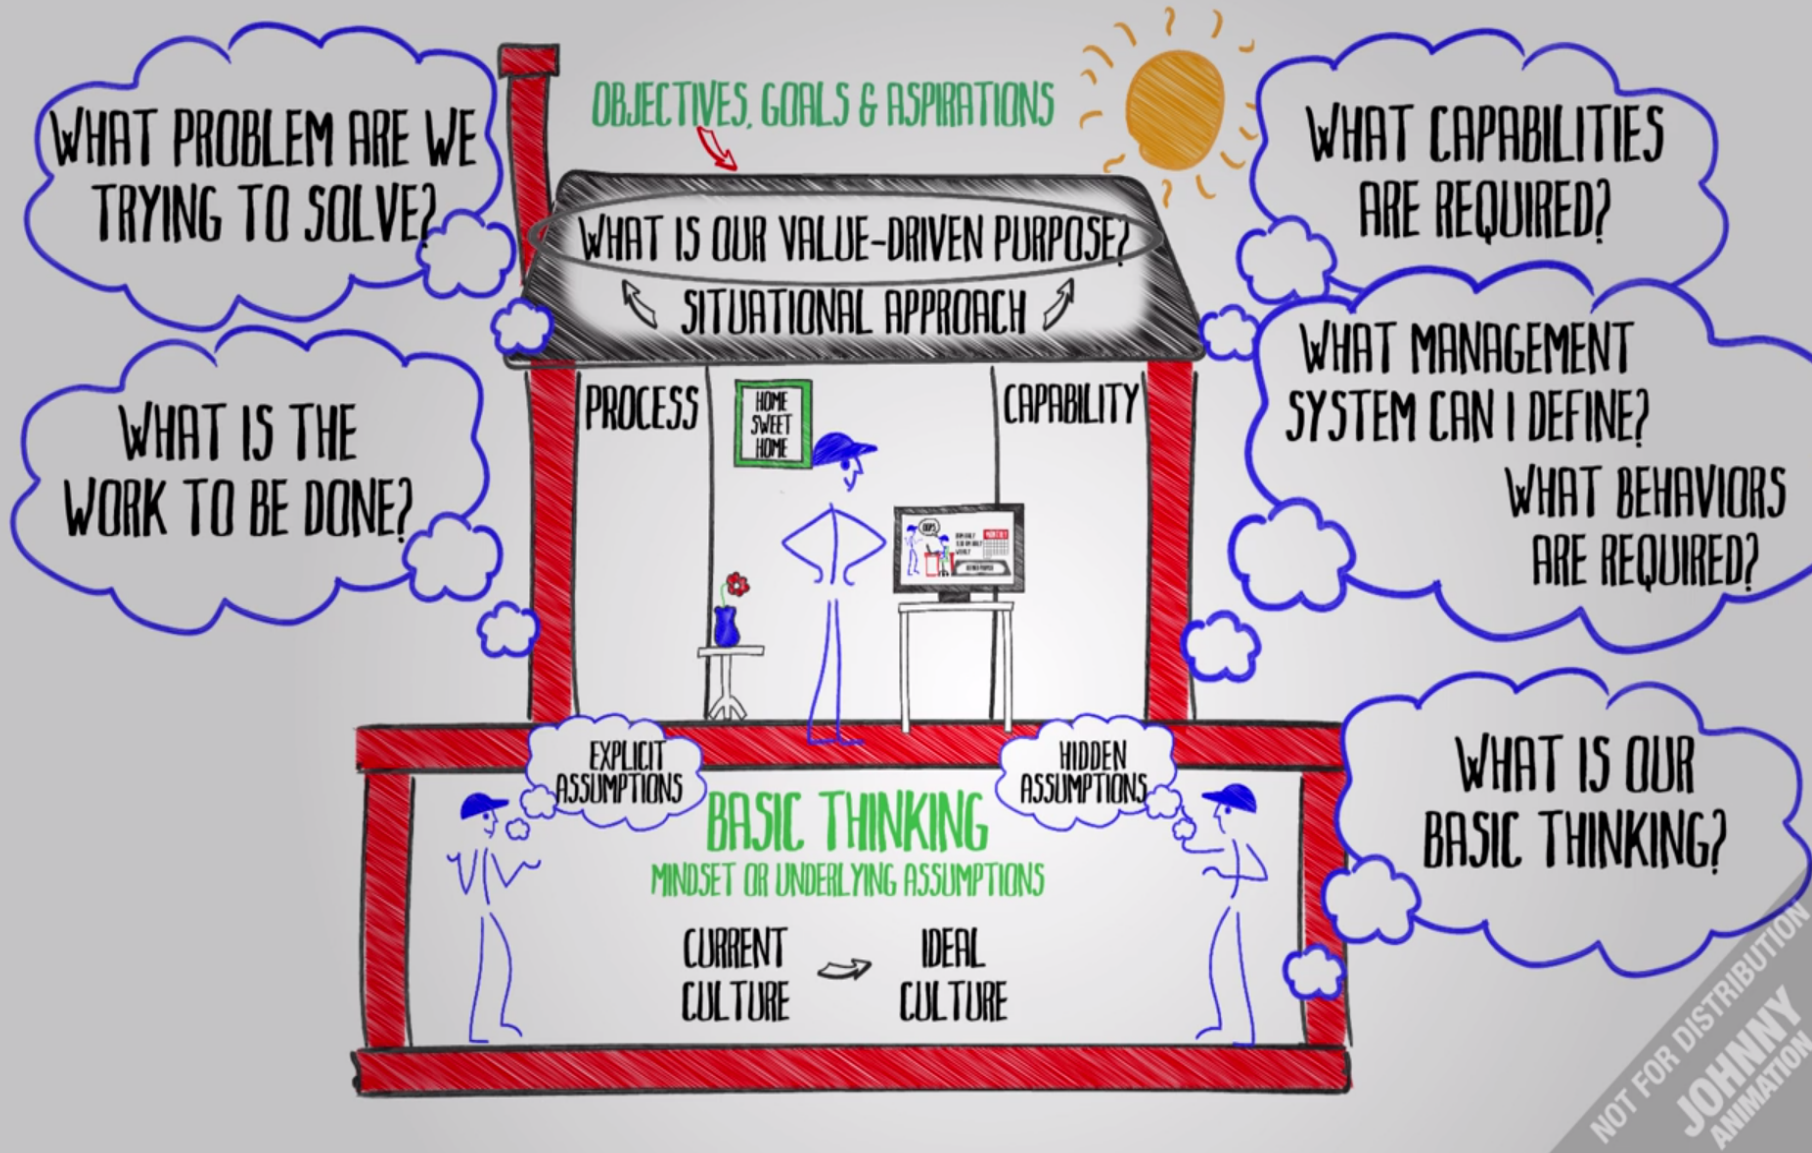 OBJECTIVES, GOALS & ASPIRATIONS
WHAT PROBLEM ARE WE
TRYING TO SOLVE?
WHAT CAPABILITIES
ARE REQUIRED?
WHAT IS OUR VALUE-DRIVEN PURPOSE?
SITUATIONAL APPROACH
WHAT IS THE
WORK TO BE DONE?
PROCESS
HOME
SWEET
HOME
CAPABILITY
WHAT MANAGEMENT
SYSTEM CAN I DEFINE?
WHAT BEHAVIORS
ARE REQUIRED?
OOPS
MONTHLY
EXPLICIT
ASSUMPTIONS
HIDDEN
ASSUMPTIONS
BASIC THINKING
MINDSET OR UNDERLYING ASSUMPTIONS
CURRENT
CULTURE
IDEAL
CULTURE
WHAT IS OUR
BASIC THINKING?
NOT FOR DISTRIBUTION
JOHNNY
ANIMATION